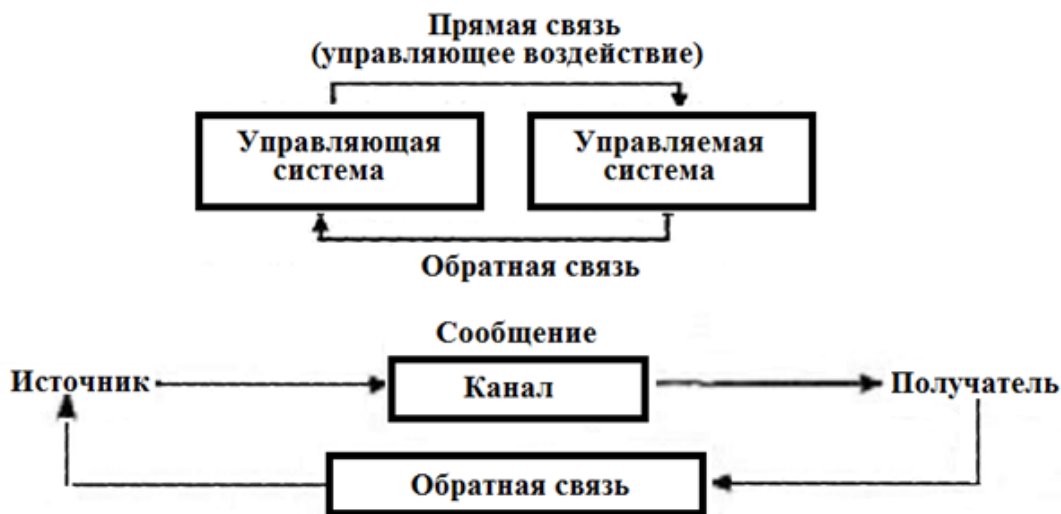 Прямая связь
(управляющее воздействие)
Управляющая
система
Управляемая
система
Обратная связь
Сообщение
Источник
Канал
Получатель
Обратная связь